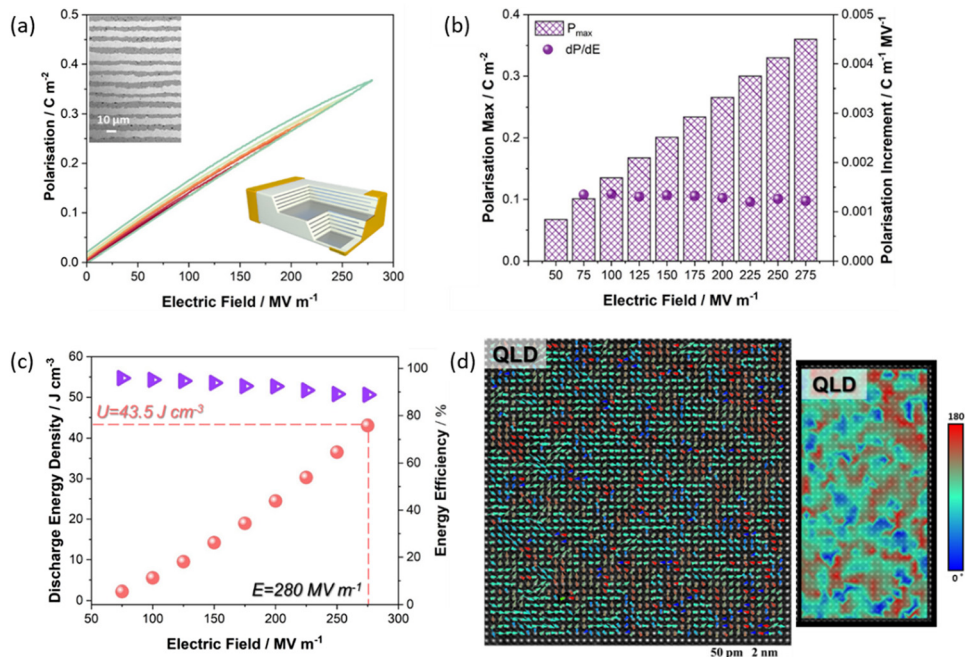 (a)
0.5
0.4
0.3
0.2
0.1
0.0
Polarisation / C m⁻²
10 µm
0 50 100 150 200 250 300
Electric Field / MV m⁻¹
(b)
0.4
0.3
0.2
0.1
0.0
Polarisation Max / C m⁻²
Pmax
dP/dE
0.005
0.004
0.003
0.002
0.001
0.000
Polarisation Increment / C m⁻¹ MV⁻¹
50 75 100 125 150 175 200 225 250 275
Electric Field / MV m⁻¹
(c)
60
50
40
30
20
10
0
Discharge Energy Density / J cm⁻³
U=43.5 J cm⁻³
E=280 MV m⁻¹
100
80
60
40
20
0
Energy Efficiency / %
50 100 150 200 250 300
Electric Field / MV m⁻¹
(d)
QLD
50 pm 2 nm
QLD
180
0°